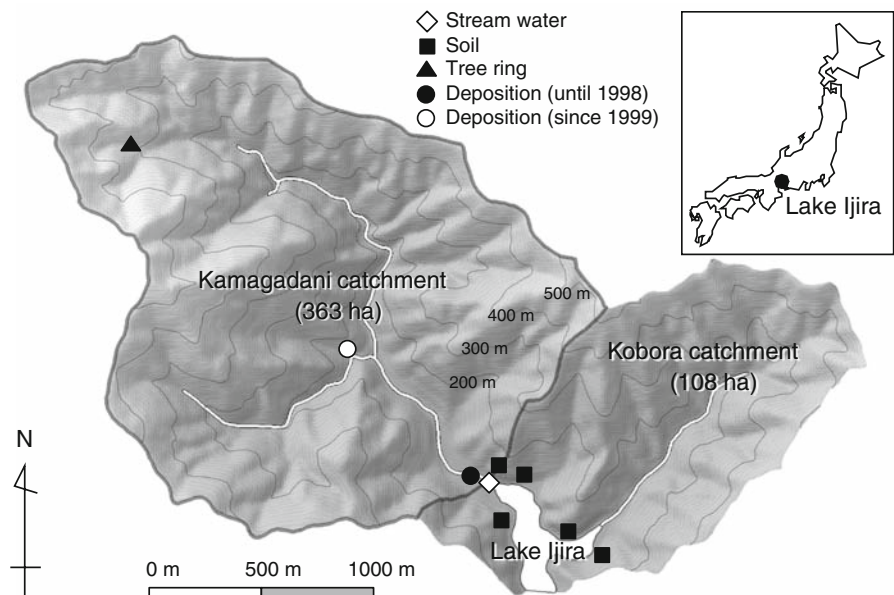 Stream water
Soil
Tree ring
Deposition (until 1998)
Deposition (since 1999)
Lake Ijira
Kamagadani catchment
(363 ha)
500 m
400 m
300 m
200 m
Kobora catchment
(108 ha)
N
Lake Ijira
0 m 500 m 1000 m